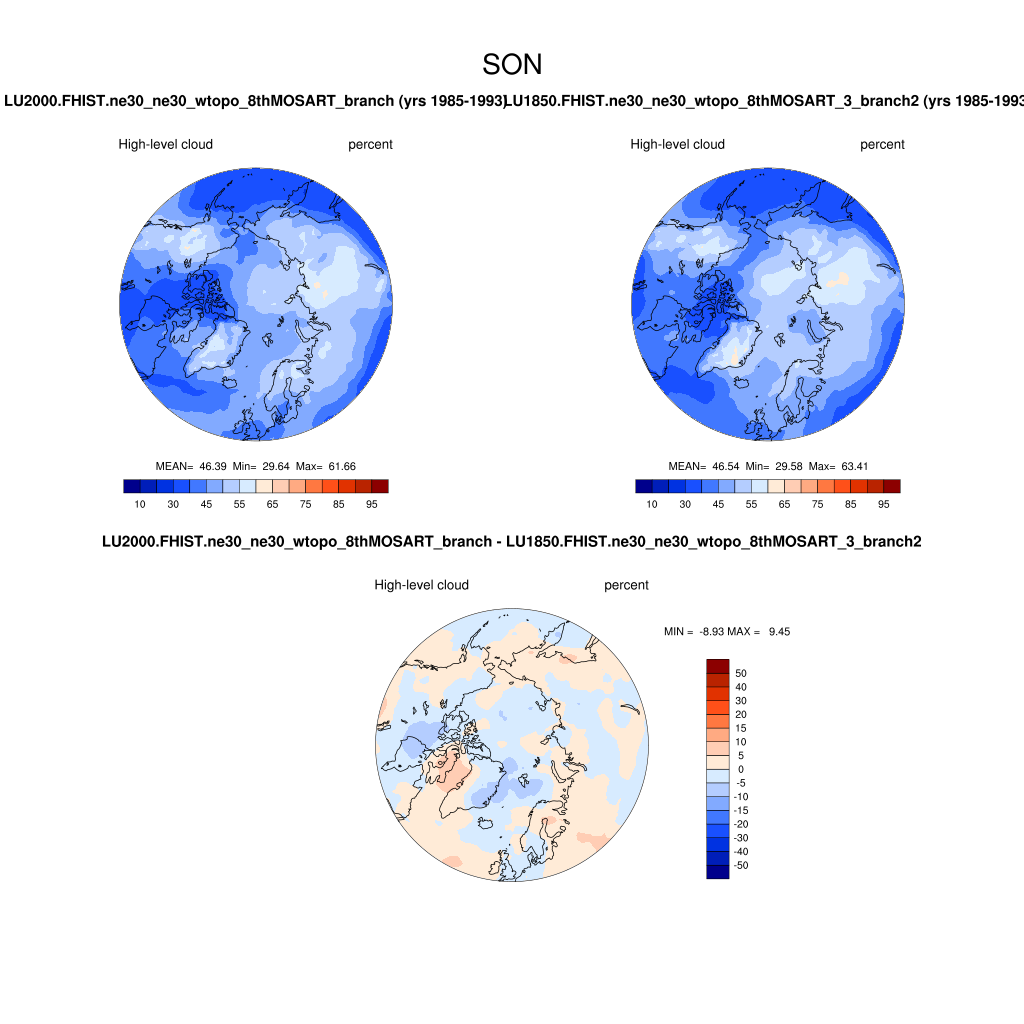 SON
LU2000.FHIST.ne30_ne30_wtopo_8thMOSART_branch (yrs 1985-1993)
LU1850.FHIST.ne30_ne30_wtopo_8thMOSART_3_branch2 (yrs 1985-1993
High-level cloud percent
High-level cloud percent
MEAN= 46.39 Min= 29.64 Max= 61.66
MEAN= 46.54 Min= 29.58 Max= 63.41
10 30 45 55 65 75 85 95
10 30 45 55 65 75 85 95
LU2000.FHIST.ne30_ne30_wtopo_8thMOSART_branch - LU1850.FHIST.ne30_ne30_wtopo_8thMOSART_3_branch2
High-level cloud percent
MIN = -8.93 MAX = 9.45
50
40
30
20
15
10
5
0
-5
-10
-15
-20
-30
-40
-50